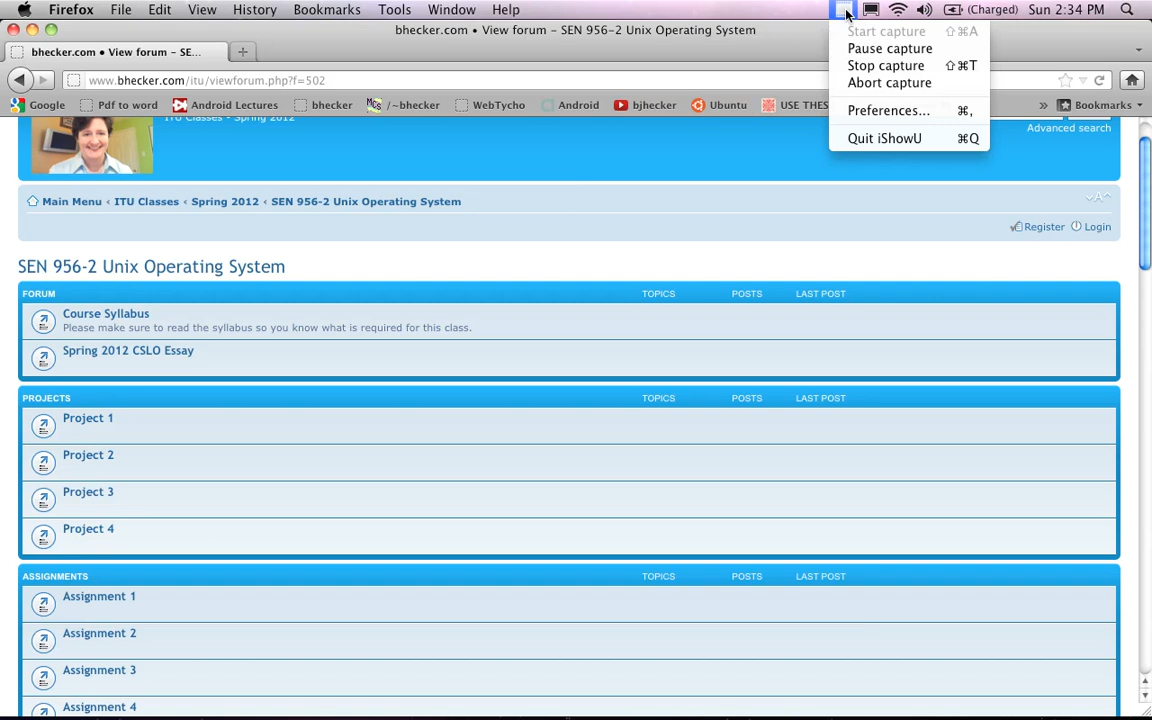 Firefox File Edit View History Bookmarks Tools Window Help (Charged) Sun 2:34 PM
Start capture ⇧⌘A
Pause capture
Stop capture ⇧⌘T
Abort capture
Preferences... ⌘,
Quit iShowU ⌘Q
bhecker.com • View forum – SEN 956-2 Unix Operating System
bhecker.com • View forum – SE...
www.bhecker.com/itu/viewforum.php?f=502
Google Pdf to word Android Lectures bhecker MCS /~bhecker WebTycho Android bjhecker Ubuntu USE THES » Bookmarks
ITU Classes - Spring 2012
Advanced search
Main Menu ‹ ITU Classes ‹ Spring 2012 ‹ SEN 956-2 Unix Operating System
Register Login
SEN 956-2 Unix Operating System
FORUM TOPICS POSTS LAST POST
Course Syllabus
Please make sure to read the syllabus so you know what is required for this class.
Spring 2012 CSLO Essay
PROJECTS TOPICS POSTS LAST POST
Project 1
Project 2
Project 3
Project 4
ASSIGNMENTS TOPICS POSTS LAST POST
Assignment 1
Assignment 2
Assignment 3
Assignment 4